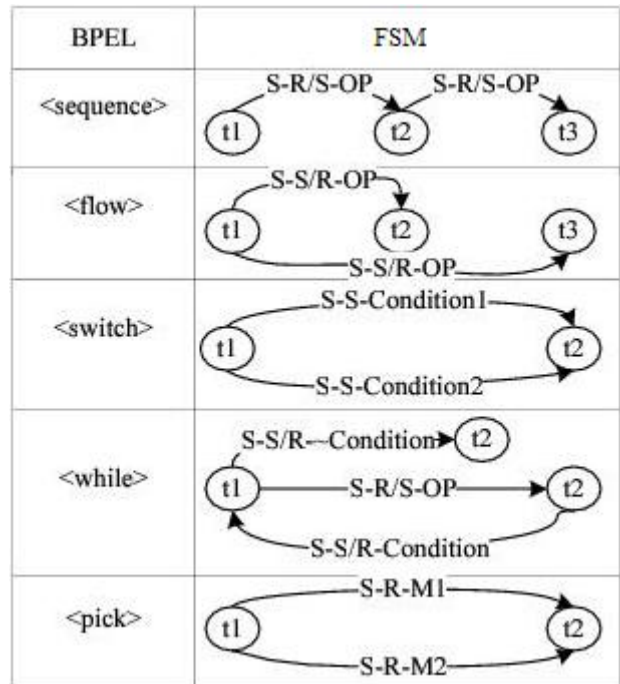 BPEL FSM
<sequence> S-R/S-OP S-R/S-OP
t1 t2 t3
<flow> S-S/R-OP
t1 t2 t3
S-S/R-OP
<switch> S-S-Condition1
t1 t2
S-S-Condition2
<while> S-S/R-~Condition t2
t1 S-R/S-OP t2
S-S/R-Condition
<pick> S-R-M1
t1 t2
S-R-M2